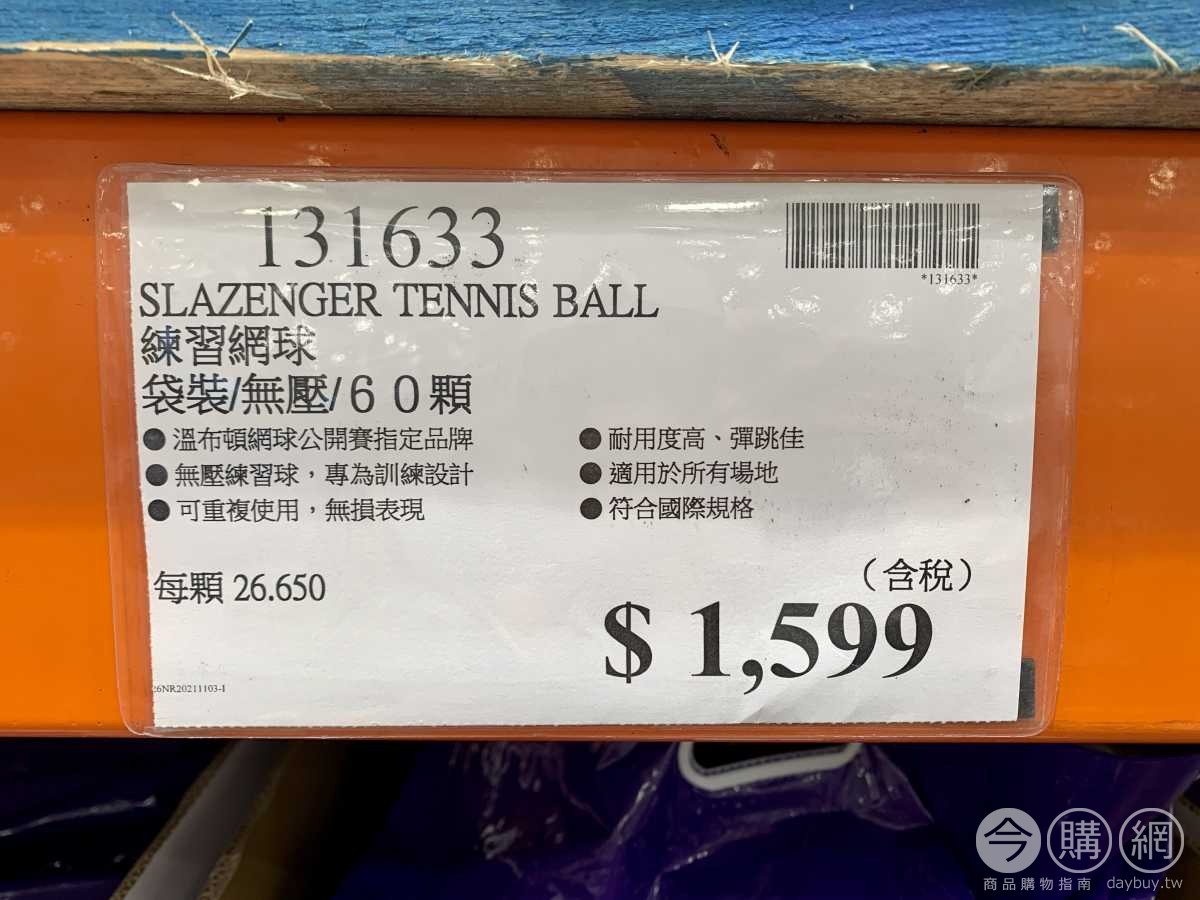 131633
*131633*
SLAZENGER TENNIS BALL
練習網球
袋裝/無壓/６０顆
●溫布頓網球公開賽指定品牌
●無壓練習球，專為訓練設計
●可重複使用，無損表現
●耐用度高、彈跳佳
●適用於所有場地
●符合國際規格
每顆 26.650
（含稅）
$ 1,599
26NR20211103-1
今購網
商品購物指南 daybuy.tw